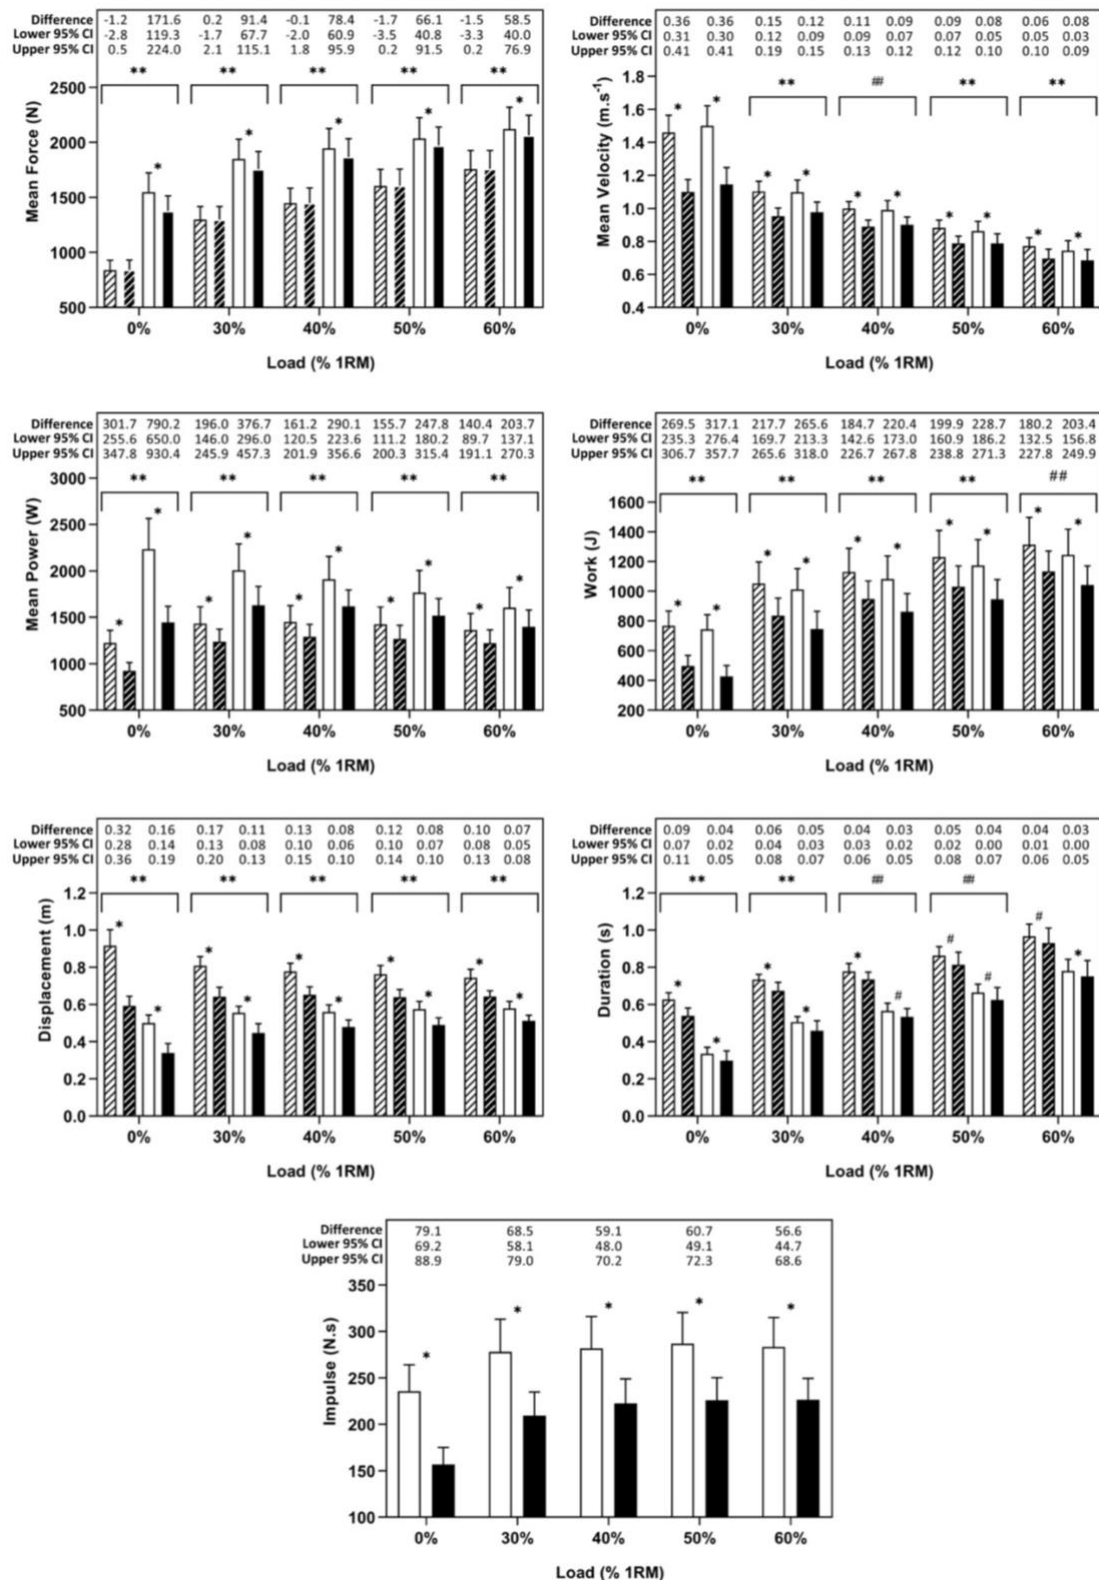 Difference -1.2 171.6 0.2 91.4 -0.1 78.4 -1.7 66.1 -1.5 58.5
Lower 95% CI -2.8 119.3 -1.7 67.7 -2.0 60.9 -3.5 40.8 -3.3 40.0
Upper 95% CI 0.5 224.0 2.1 115.1 1.8 95.9 0.2 91.5 0.2 76.9
** ** ** ** **
* * * * *
Mean Force (N)
2500
2000
1500
1000
500
0% 30% 40% 50% 60%
Load (% 1RM)
0.36 0.36 0.15 0.12 0.11 0.09 0.09 0.08 0.06 0.08
0.31 0.30 0.12 0.09 0.09 0.07 0.07 0.05 0.05 0.03
0.41 0.41 0.19 0.15 0.13 0.12 0.12 0.10 0.10 0.09
** ## ** **
* * * * * * * * * *
Mean Velocity (m.s-1)
1.8
1.6
1.4
1.2
1.0
0.8
0.6
0.4
0% 30% 40% 50% 60%
Load (% 1RM)
Difference 301.7 790.2 196.0 376.7 161.2 290.1 155.7 247.8 140.4 203.7
Lower 95% CI 255.6 650.0 146.0 296.0 120.5 223.6 111.2 180.2 89.7 137.1
Upper 95% CI 347.8 930.4 245.9 457.3 201.9 356.6 200.3 315.4 191.1 270.3
** ** ** ** **
* * * * * * * * * *
Mean Power (W)
3000
2500
2000
1500
1000
500
0% 30% 40% 50% 60%
Load (% 1RM)
Difference 269.5 317.1 217.7 265.6 184.7 220.4 199.9 228.7 180.2 203.4
Lower 95% CI 235.3 276.4 169.7 213.3 142.6 173.0 160.9 186.2 132.5 156.8
Upper 95% CI 306.7 357.7 265.6 318.0 226.7 267.8 238.8 271.3 227.8 249.9
** ** ** ** ##
* * * * * * * * * *
Work (J)
1600
1400
1200
1000
800
600
400
200
0% 30% 40% 50% 60%
Load (% 1RM)
Difference 0.32 0.16 0.17 0.11 0.13 0.08 0.12 0.08 0.10 0.07
Lower 95% CI 0.28 0.14 0.13 0.08 0.10 0.06 0.10 0.07 0.08 0.05
Upper 95% CI 0.36 0.19 0.20 0.13 0.15 0.10 0.14 0.10 0.13 0.08
** ** ** ** **
* * * * * * * * * *
Displacement (m)
1.2
1.0
0.8
0.6
0.4
0.2
0.0
0% 30% 40% 50% 60%
Load (% 1RM)
Difference 0.09 0.04 0.06 0.05 0.04 0.03 0.05 0.04 0.04 0.03
Lower 95% CI 0.07 0.02 0.04 0.03 0.03 0.02 0.02 0.00 0.01 0.00
Upper 95% CI 0.11 0.05 0.08 0.07 0.06 0.05 0.08 0.07 0.06 0.05
** ** ## ##
* * * * * # # # # *
Duration (s)
1.2
1.0
0.8
0.6
0.4
0.2
0.0
0% 30% 40% 50% 60%
Load (% 1RM)
Difference 79.1 68.5 59.1 60.7 56.6
Lower 95% CI 69.2 58.1 48.0 49.1 44.7
Upper 95% CI 88.9 79.0 70.2 72.3 68.6
* * * * *
Impulse (N.s)
350
300
250
200
150
100
0% 30% 40% 50% 60%
Load (% 1RM)